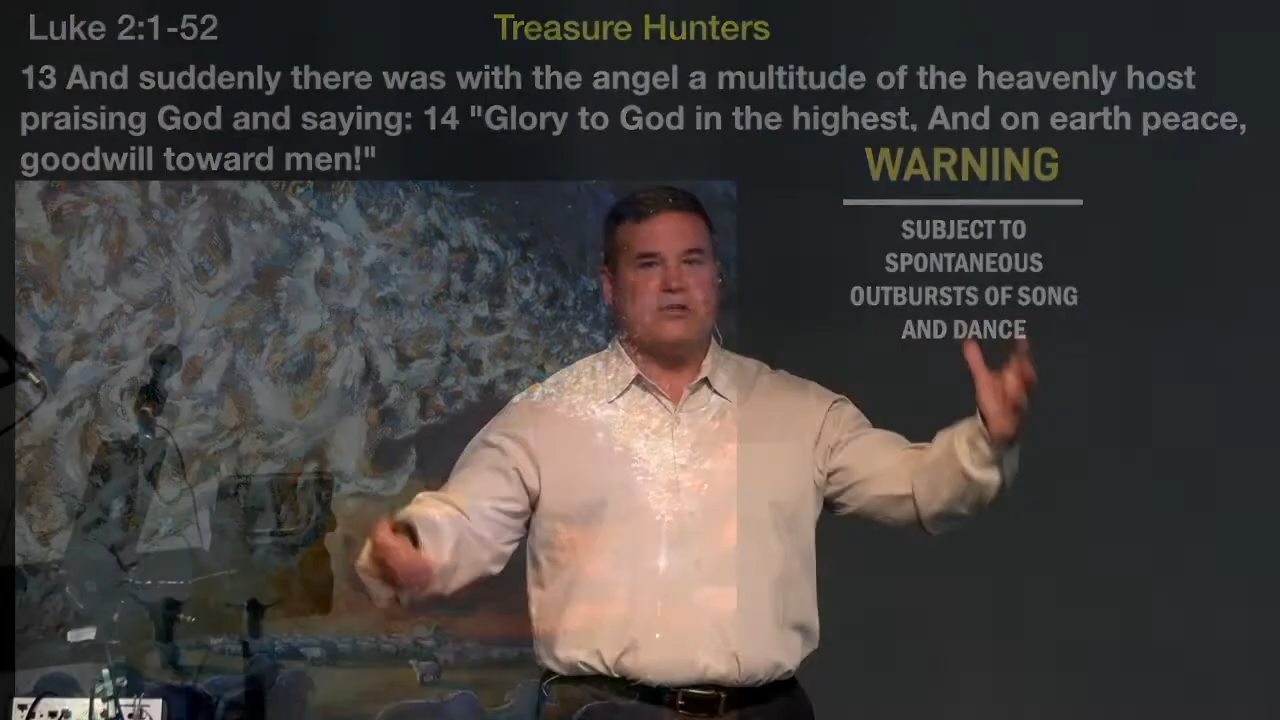 Luke 2:1-52
Treasure Hunters
13 And suddenly there was with the angel a multitude of the heavenly host
praising God and saying: 14 "Glory to God in the highest, And on earth peace,
goodwill toward men!"
WARNING
SUBJECT TO
SPONTANEOUS
OUTBURSTS OF SONG
AND DANCE